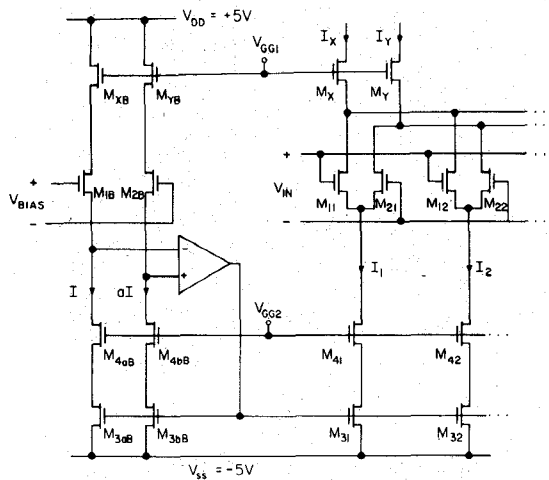 V_DD = +5V
V_GG1
I_X
I_Y
M_XB
M_YB
M_X
M_Y
+
V_BIAS
-
M_1B
M_2B
+
V_IN
-
M_11
M_21
M_12
M_22
-
+
I
aI
I_1
I_2
V_GG2
M_4aB
M_4bB
M_41
M_42
M_3aB
M_3bB
M_31
M_32
V_SS = -5V